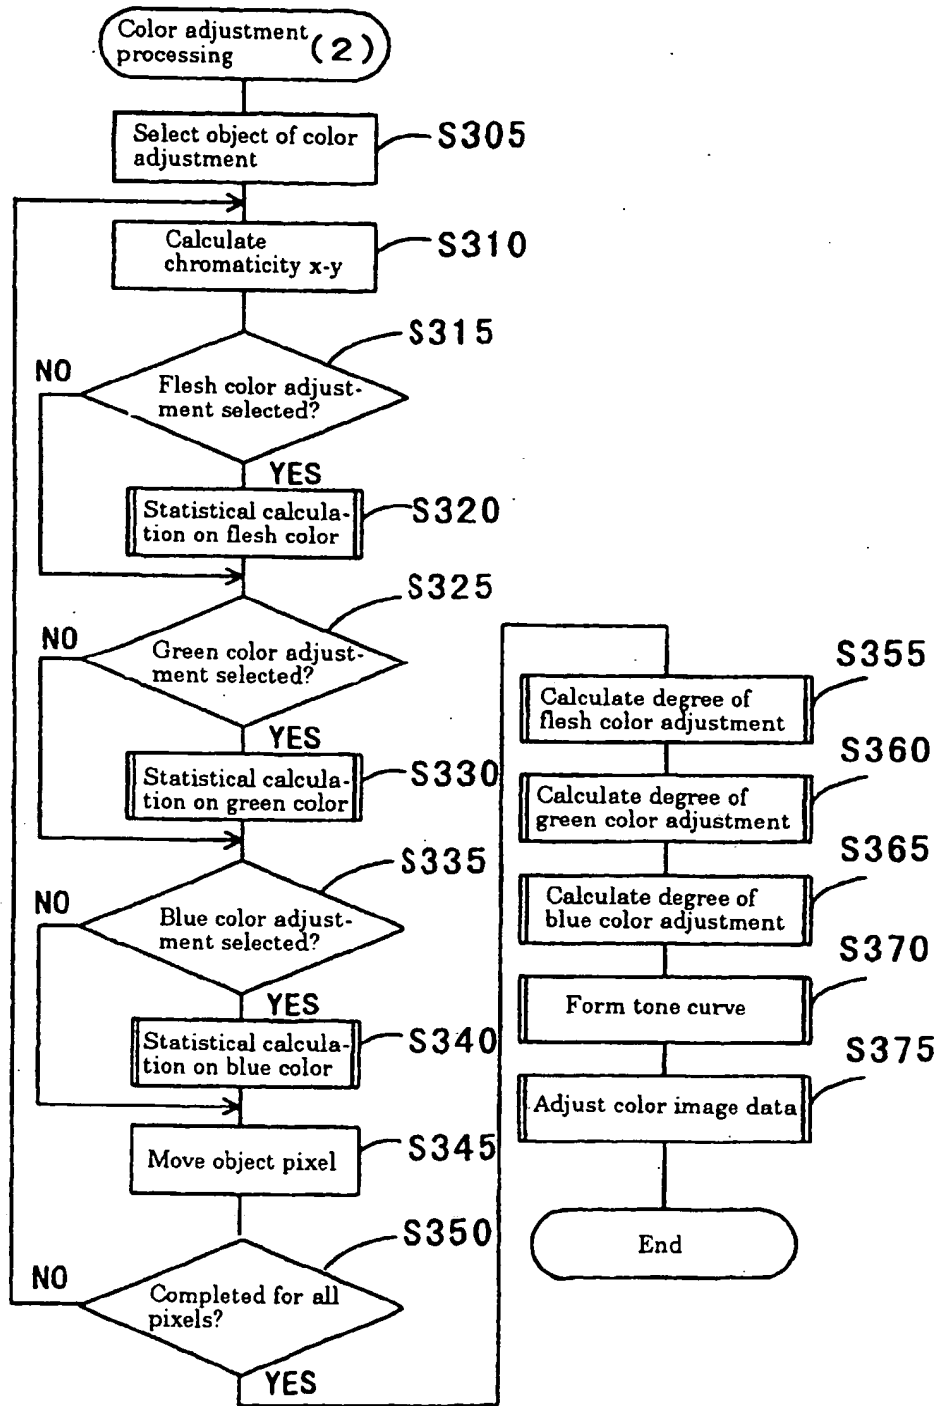 Color adjustment
processing (2)
Select object of color
adjustment
S305
Calculate
chromaticity x-y
S310
S315
NO
Flesh color adjust-
ment selected?
YES
Statistical calcula-
tion on flesh color
S320
S325
NO
Green color adjust-
ment selected?
YES
Statistical calcula-
tion on green color
S330
S335
NO
Blue color adjust-
ment selected?
YES
Statistical calcula-
tion on blue color
S340
Move object pixel
S345
S350
NO
Completed for all
pixels?
YES
S355
Calculate degree of
flesh color adjustment
S360
Calculate degree of
green color adjustment
S365
Calculate degree of
blue color adjustment
S370
Form tone curve
S375
Adjust color image data
End